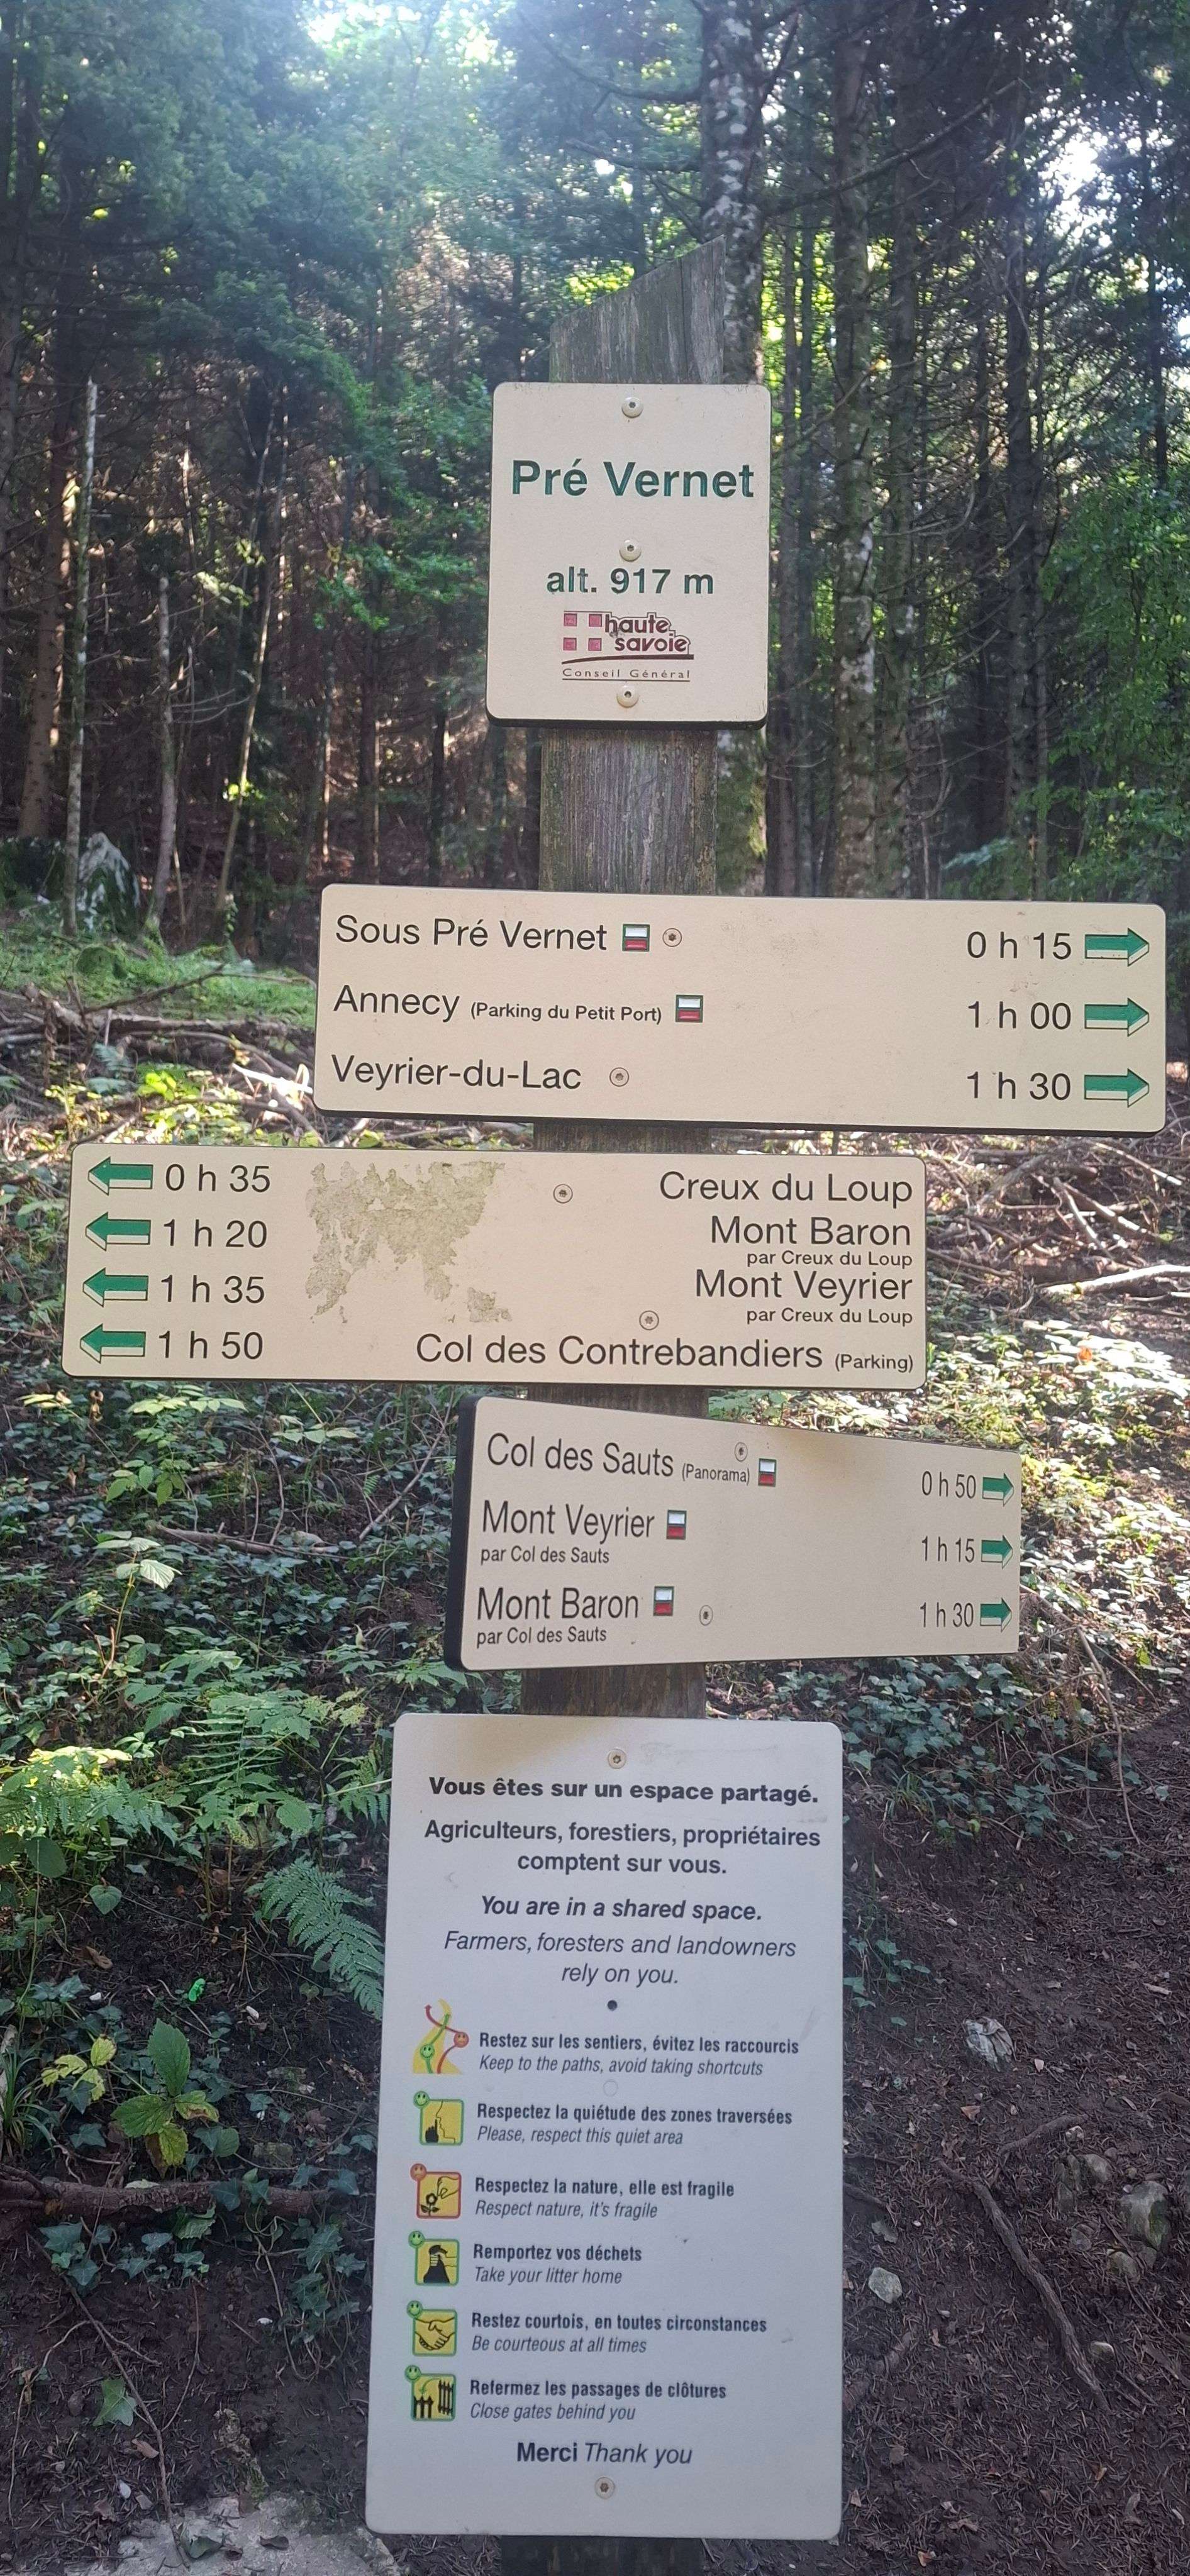 Pré Vernet
alt. 917 m
haute
savoie
Conseil Général
Sous Pré Vernet 0 h 15
Annecy (Parking du Petit Port) 1 h 00
Veyrier-du-Lac 1 h 30
0 h 35 Creux du Loup
1 h 20 Mont Baron
par Creux du Loup
1 h 35 Mont Veyrier
par Creux du Loup
1 h 50 Col des Contrebandiers (Parking)
Col des Sauts (Panorama) 0 h 50
Mont Veyrier 1 h 15
par Col des Sauts
Mont Baron 1 h 30
par Col des Sauts
Vous êtes sur un espace partagé.
Agriculteurs, forestiers, propriétaires
comptent sur vous.
You are in a shared space.
Farmers, foresters and landowners
rely on you.
Restez sur les sentiers, évitez les raccourcis
Keep to the paths, avoid taking shortcuts
Respectez la quiétude des zones traversées
Please, respect this quiet area
Respectez la nature, elle est fragile
Respect nature, it's fragile
Remportez vos déchets
Take your litter home
Restez courtois, en toutes circonstances
Be courteous at all times
Refermez les passages de clôtures
Close gates behind you
Merci Thank you